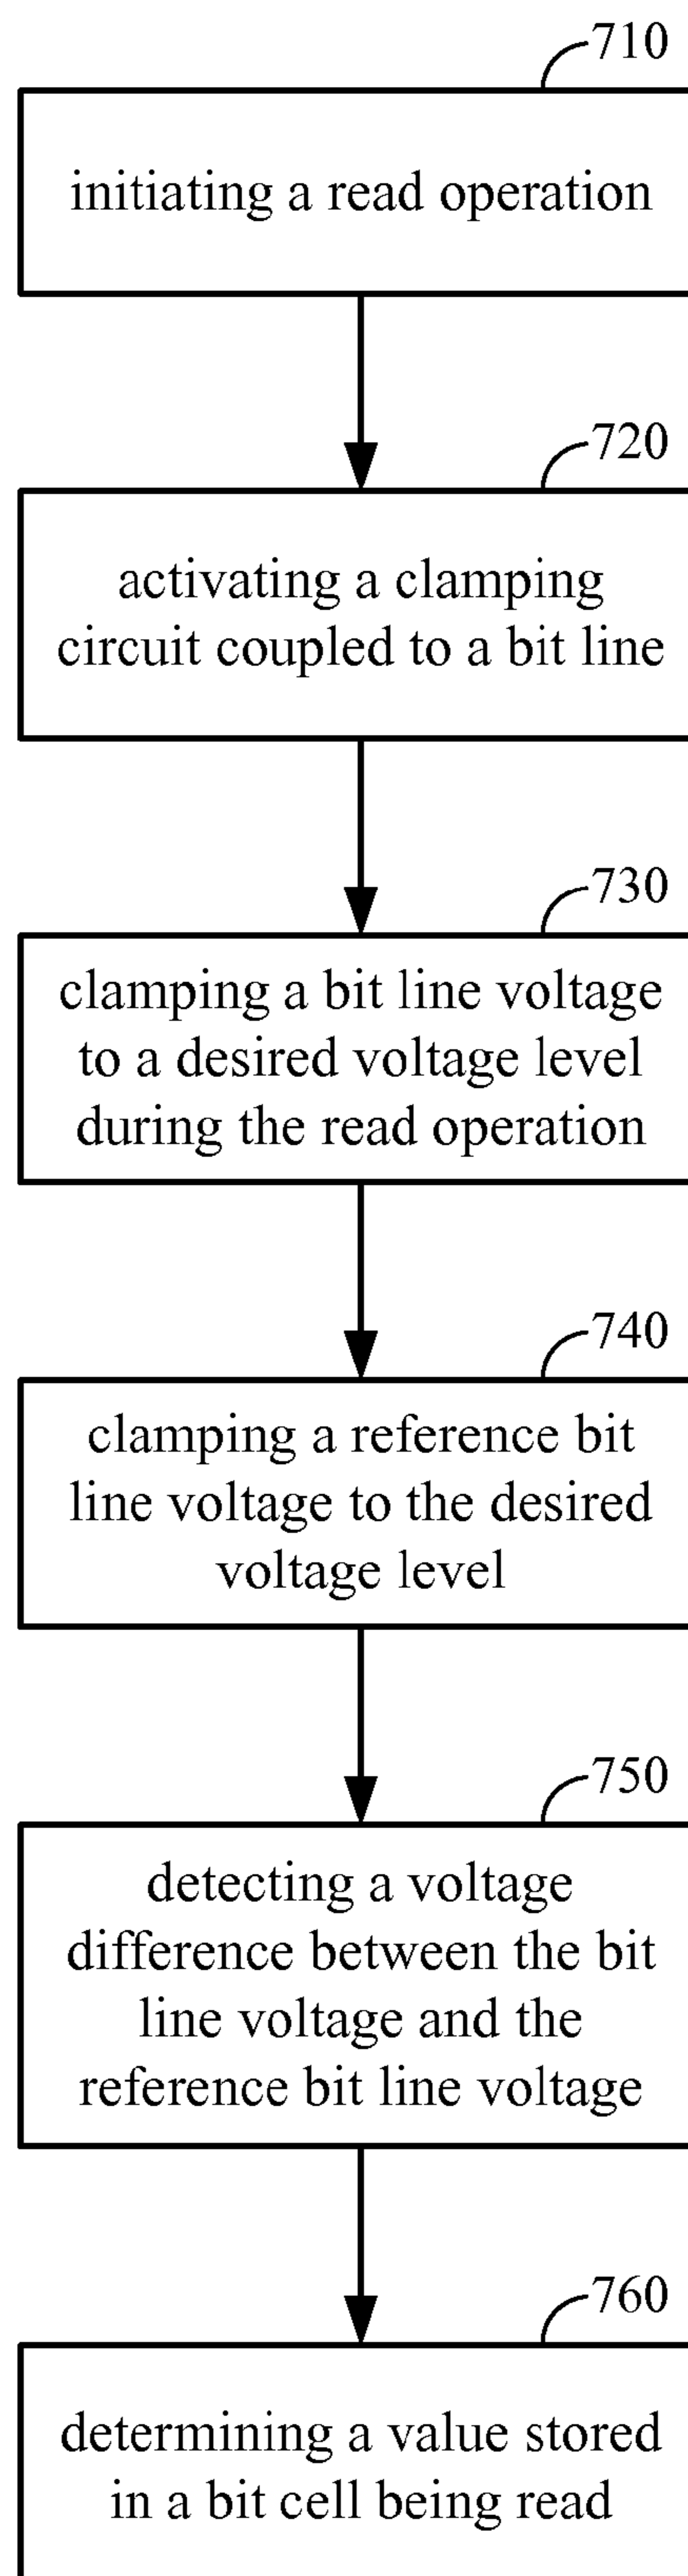 710
initiating a read operation
720
activating a clamping
circuit coupled to a bit line
730
clamping a bit line voltage
to a desired voltage level
during the read operation
740
clamping a reference bit
line voltage to the desired
voltage level
750
detecting a voltage
difference between the bit
line voltage and the
reference bit line voltage
760
determining a value stored
in a bit cell being read